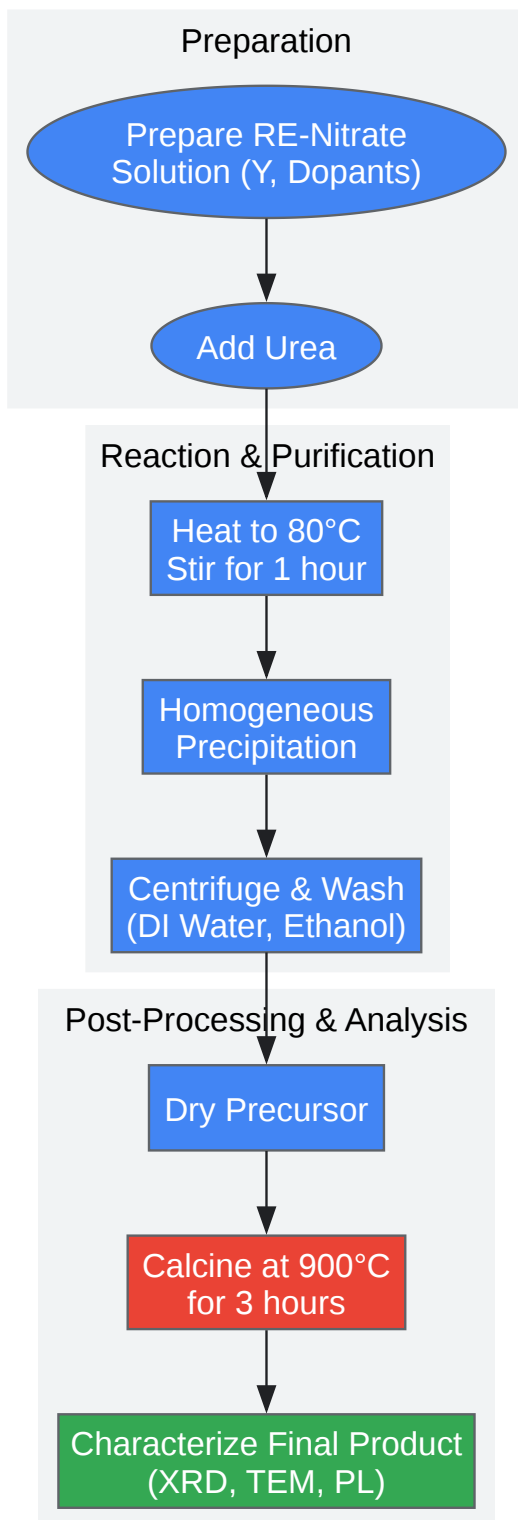 Preparation
Prepare RE-Nitrate
Solution (Y, Dopants)
Add Urea
Reaction & Purification
Heat to 80°C
Stir for 1 hour
Homogeneous
Precipitation
Centrifuge & Wash
(DI Water, Ethanol)
Post-Processing & Analysis
Dry Precursor
Calcine at 900°C
for 3 hours
Characterize Final Product
(XRD, TEM, PL)